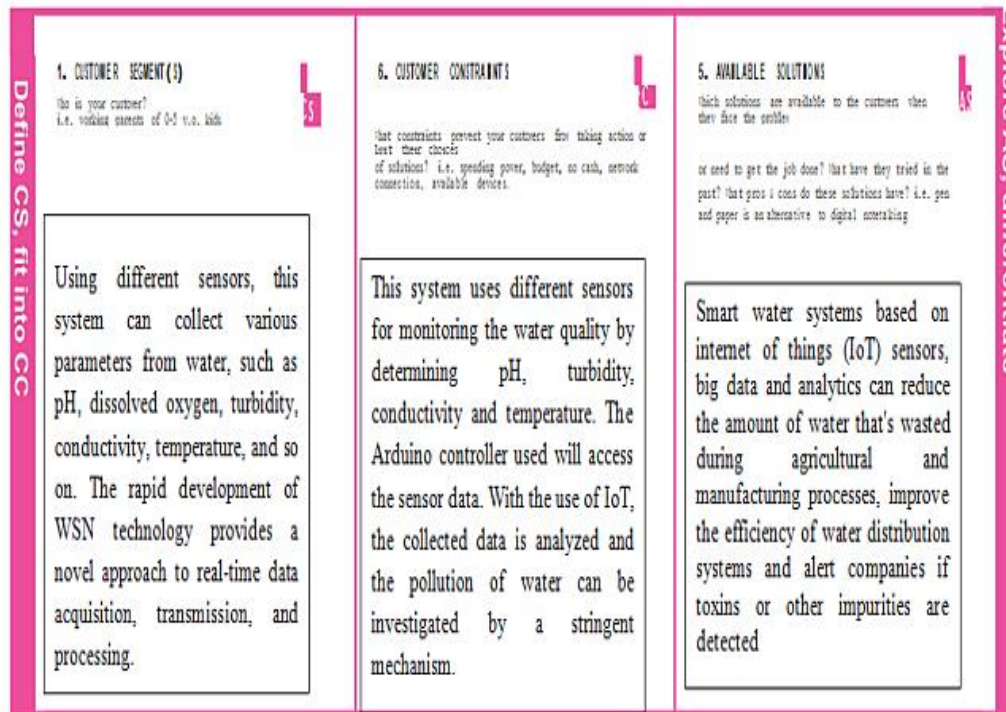 Define CS, fit into CC
1. CUSTOMER SEGMENT(S)
CS
Who is your customer?
i.e. working parents of 0-5 y.o. kids
Using different sensors, this
system can collect various
parameters from water, such as
pH, dissolved oxygen, turbidity,
conductivity, temperature, and so
on. The rapid development of
WSN technology provides a
novel approach to real-time data
acquisition, transmission, and
processing.
6. CUSTOMER CONSTRAINTS
What constraints prevent your customers from taking action or
limit their choices
of solutions? i.e. spending power, budget, no cash, network
connection, available devices.
This system uses different sensors
for monitoring the water quality by
determining pH, turbidity,
conductivity and temperature. The
Arduino controller used will access
the sensor data. With the use of IoT,
the collected data is analyzed and
the pollution of water can be
investigated by a stringent
mechanism.
5. AVAILABLE SOLUTIONS
AS
Which solutions are available to the customers when
they face the problem
or need to get the job done? What have they tried in the
past? What pros & cons do these solutions have? i.e. pen
and paper is an alternative to digital notetaking
Smart water systems based on
internet of things (IoT) sensors,
big data and analytics can reduce
the amount of water that's wasted
during agricultural and
manufacturing processes, improve
the efficiency of water distribution
systems and alert companies if
toxins or other impurities are
detected